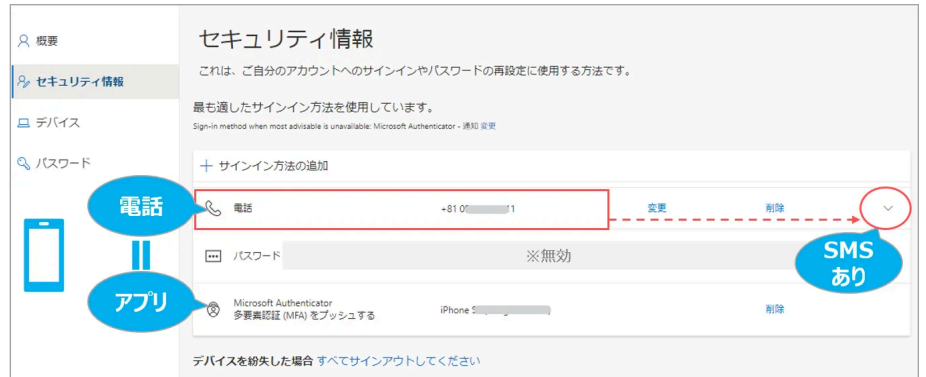 概要
セキュリティ情報
デバイス
パスワード
セキュリティ情報
これは、ご自分のアカウントへのサインインやパスワードの再設定に使用する方法です。
最も適したサインイン方法を使用しています。
Sign-in method when most advisable is unavailable: Microsoft Authenticator - 通知 変更
サインイン方法の追加
電話
電話 +81 変更 削除
パスワード ※無効
SMS
あり
アプリ
Microsoft Authenticator
多要素認証 (MFA) をプッシュする
iPhone 削除
デバイスを紛失した場合 すべてサインアウトしてください